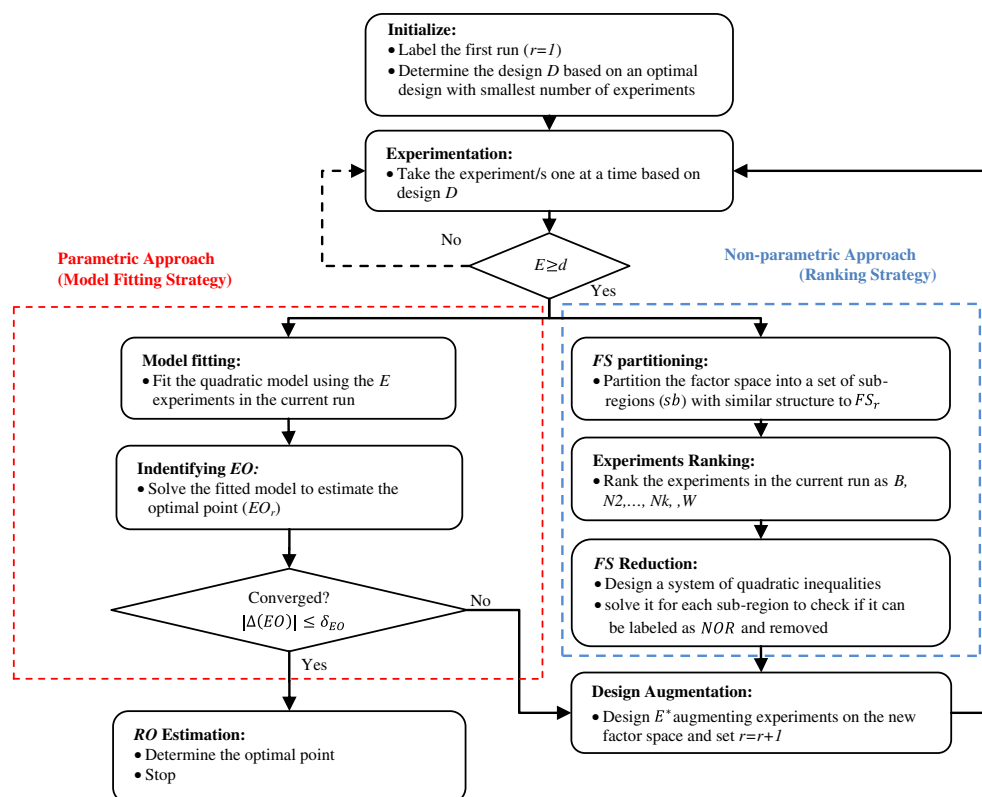 Initialize:
• Label the first run (r=1)
• Determine the design D based on an optimal
design with smallest number of experiments
Experimentation:
• Take the experiment/s one at a time based on
design D
No
E≥d
Yes
Parametric Approach
(Model Fitting Strategy)
Non-parametric Approach
(Ranking Strategy)
Model fitting:
• Fit the quadratic model using the E
experiments in the current run
Indentifying EO:
• Solve the fitted model to estimate the
optimal point (EO_r)
Converged?
|Δ(EO)| ≤ δ_EO
No
Yes
RO Estimation:
• Determine the optimal point
• Stop
FS partitioning:
• Partition the factor space into a set of sub-
regions (sb) with similar structure to FS_r
Experiments Ranking:
• Rank the experiments in the current run as B,
N2,..., Nk, ,W
FS Reduction:
• Design a system of quadratic inequalities
• solve it for each sub-region to check if it can
be labeled as NOR and removed
Design Augmentation:
• Design E* augmenting experiments on the new
factor space and set r=r+1